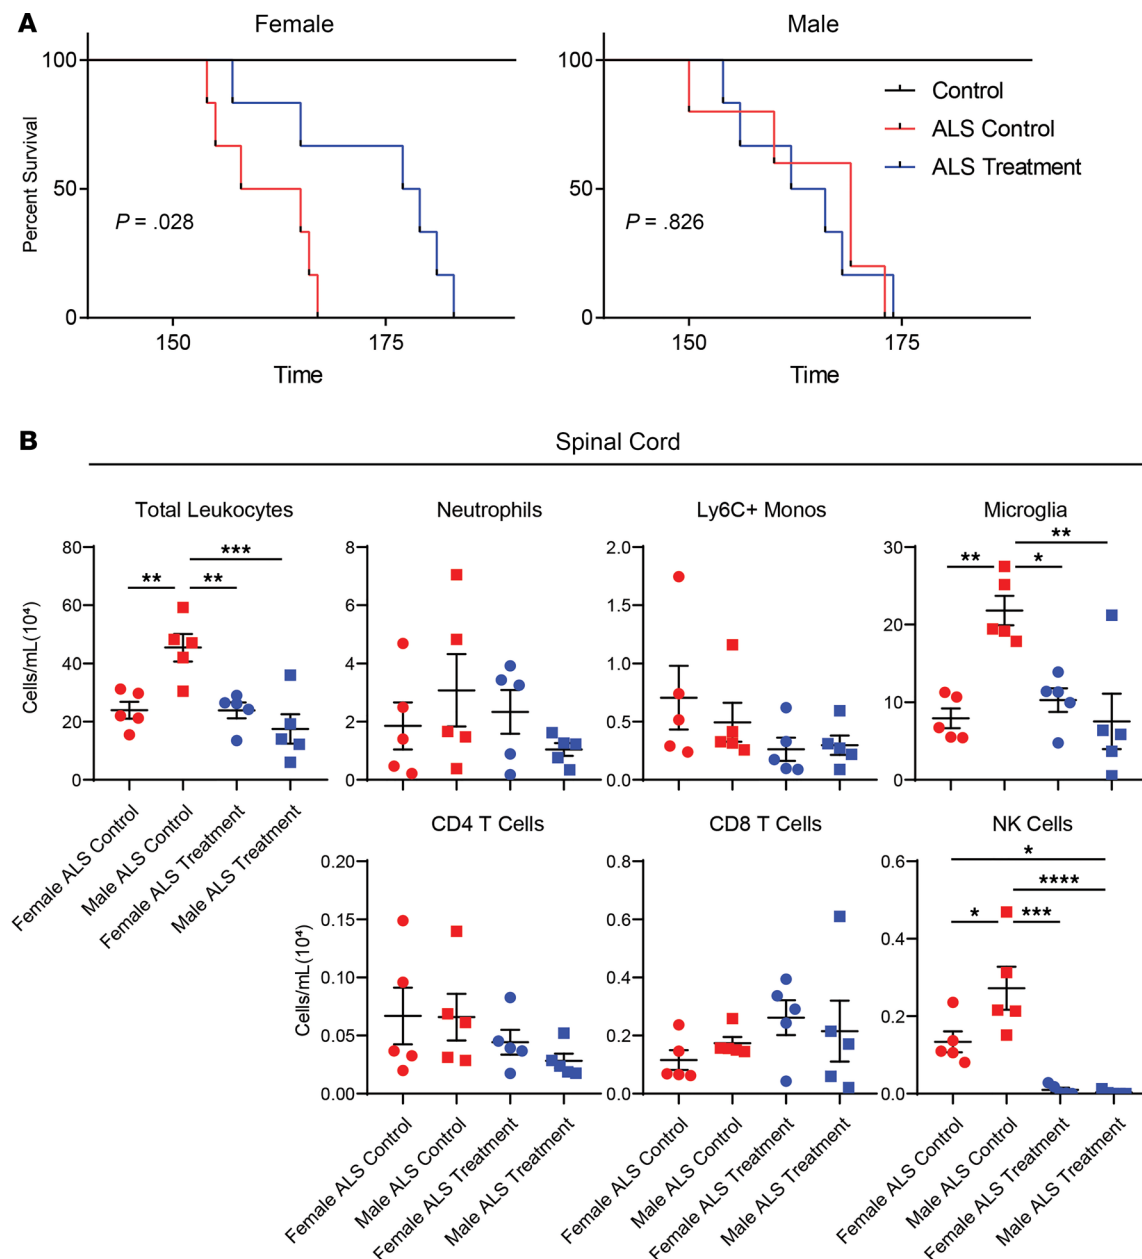 A
Female
Male
100
50
0
Percent Survival
P = .028
150
175
Time
100
50
0
P = .826
150
175
Time
Control
ALS Control
ALS Treatment
B
Spinal Cord
Total Leukocytes
Neutrophils
Ly6C+ Monos
Microglia
Cells/mL(10⁴)
80
60
40
20
0
**
**
***
Female ALS Control
Male ALS Control
Female ALS Treatment
Male ALS Treatment
8
6
4
2
0
2.0
1.5
1.0
0.5
0.0
30
20
10
0
**
*
**
CD4 T Cells
CD8 T Cells
NK Cells
Cells/mL(10⁴)
0.20
0.15
0.10
0.05
0.00
Female ALS Control
Male ALS Control
Female ALS Treatment
Male ALS Treatment
0.8
0.6
0.4
0.2
0.0
Female ALS Control
Male ALS Control
Female ALS Treatment
Male ALS Treatment
0.6
0.4
0.2
0.0
*
****
*
***
Female ALS Control
Male ALS Control
Female ALS Treatment
Male ALS Treatment